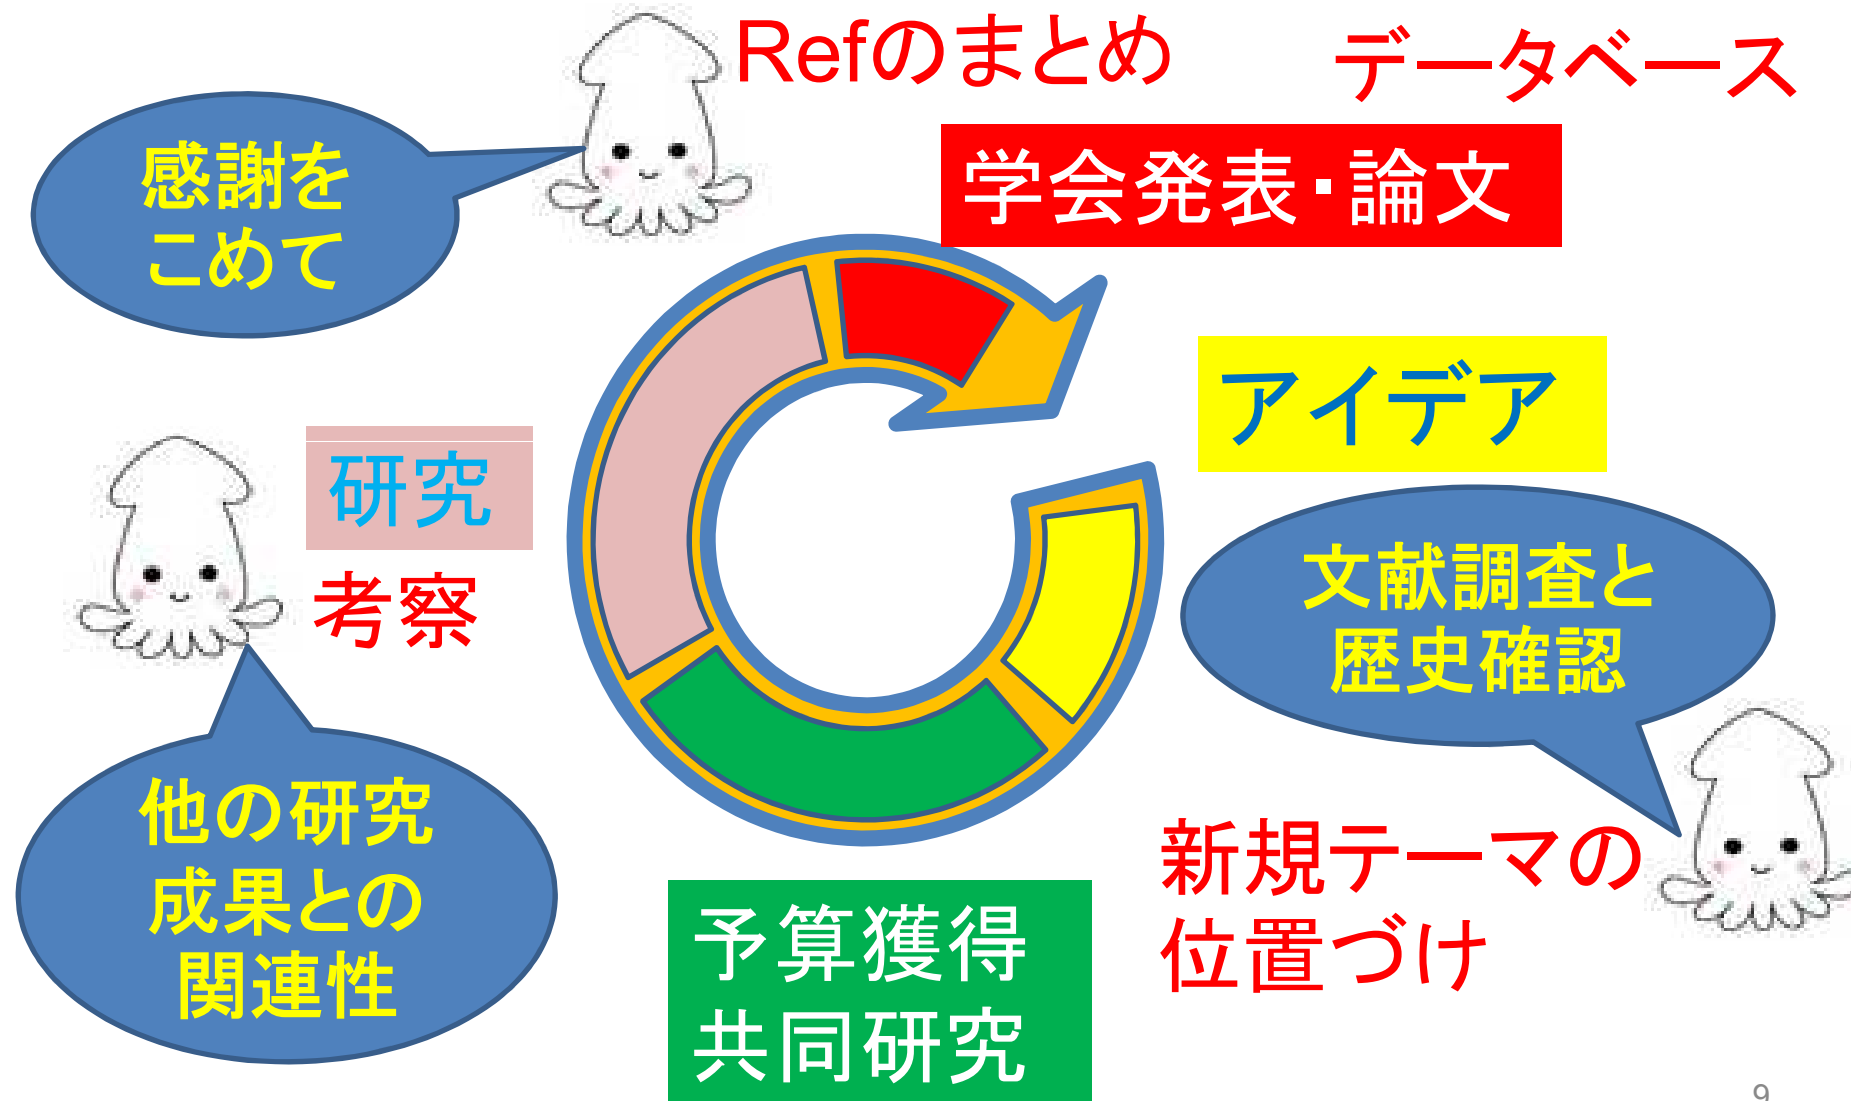 Refのまとめ
データベース
感謝を
こめて
学会発表・論文
アイデア
研究
考察
文献調査と
歴史確認
他の研究
成果との
関連性
新規テーマの
位置づけ
予算獲得
共同研究
9